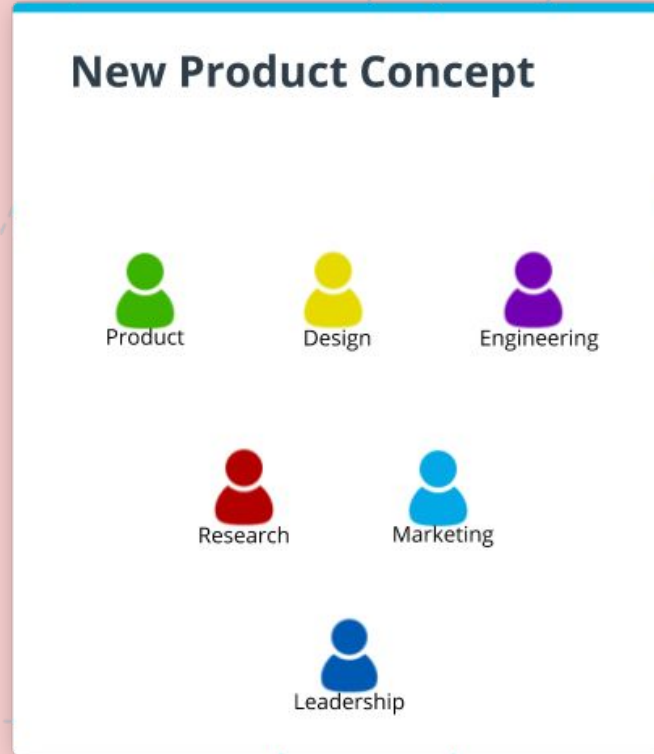 New Product Concept
Product
Design
Engineering
Research
Marketing
Leadership